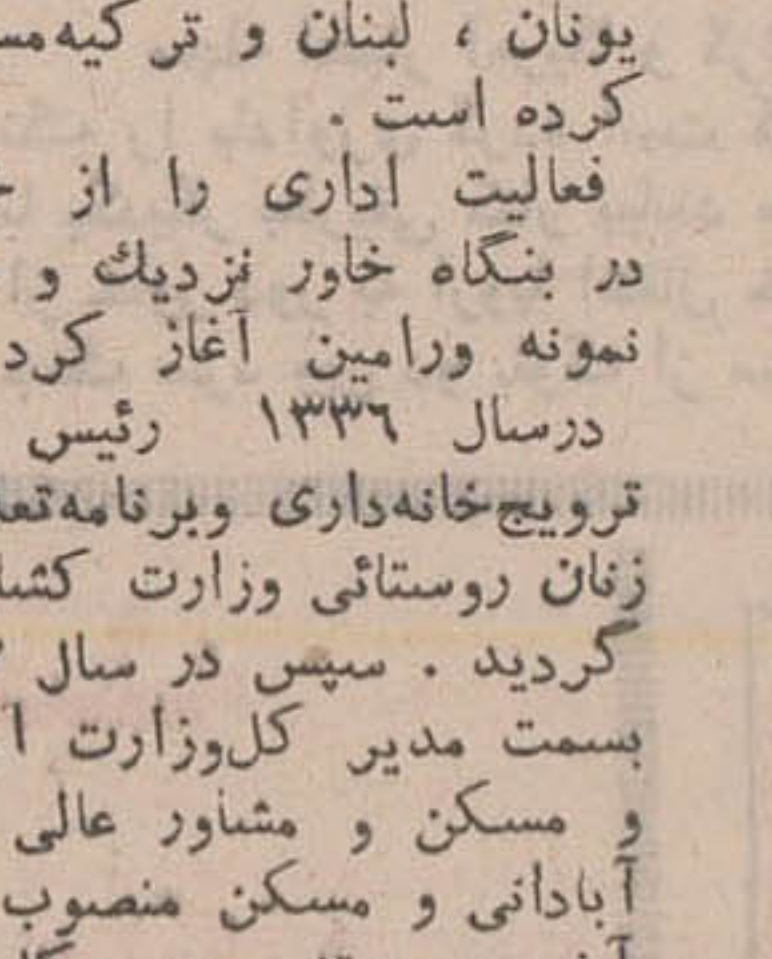 یونان ، لبنان و ترکیه
کرده است .
فعالیت اداری را از
در بنگاه خاور نزدیك و
نمونه ورامین آغاز کرد
درسال ۱۳۳۶ رئیس
ترویج‌خانه‌داری وبرنامه
زنان روستائی وزارت
گردید . سپس در سال
بسمت مدیر کل‌وزارت
و مسکن و مشاور عالی
آبادانی و مسکن منصوب